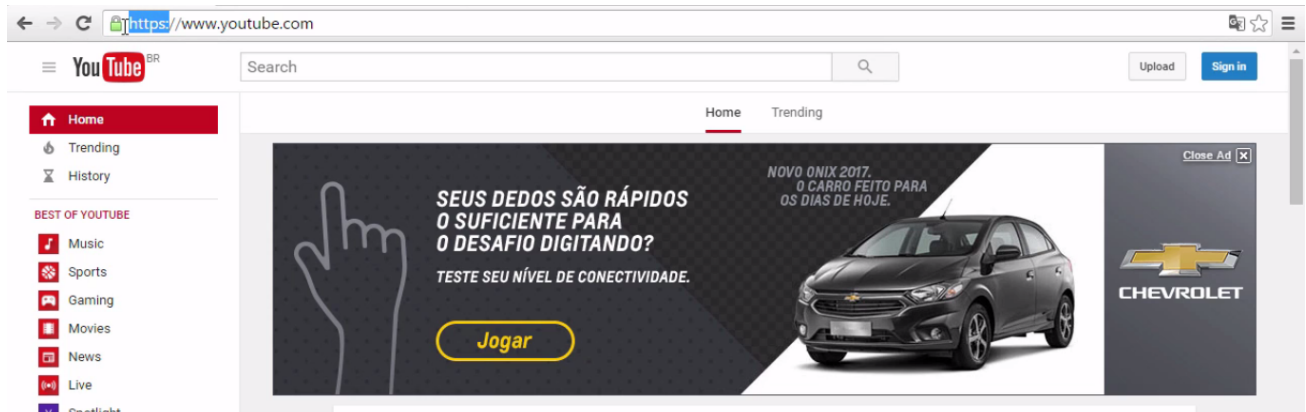 https://www.youtube.com
YouTube BR
Search
Upload
Sign in
Home
Trending
Home
Trending
History
BEST OF YOUTUBE
Music
Sports
Gaming
Movies
News
Live
Spotlight
Close Ad X
SEUS DEDOS SÃO RÁPIDOS
O SUFICIENTE PARA
O DESAFIO DIGITANDO?
TESTE SEU NÍVEL DE CONECTIVIDADE.
Jogar
NOVO ONIX 2017.
O CARRO FEITO PARA
OS DIAS DE HOJE.
CHEVROLET